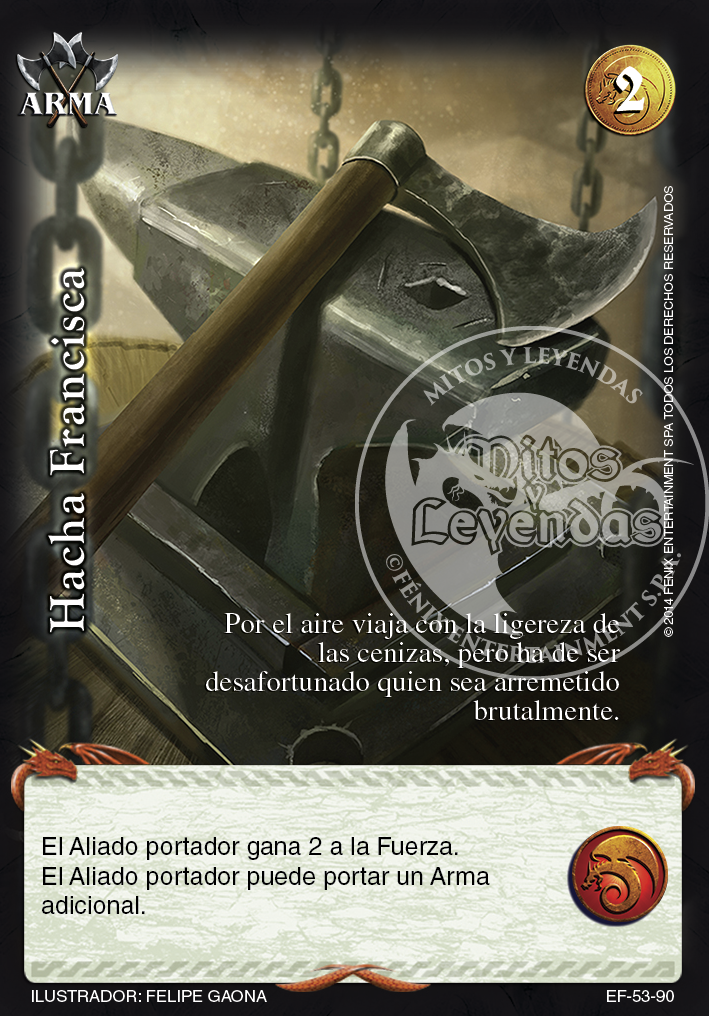 ARMA
2
Hacha Francisca
© 2014 FENIX ENTERTAINMENT SPA TODOS LOS DERECHOS RESERVADOS
MITOS Y LEYENDAS
Mitos
y
Leyendas
© FÉNIX ENTERTAINMENT S.P.A.
Por el aire viaja con la ligereza de
las cenizas, pero ha de ser
desafortunado quien sea arremetido
brutalmente.
El Aliado portador gana 2 a la Fuerza.
El Aliado portador puede portar un Arma
adicional.
ILUSTRADOR: FELIPE GAONA
EF-53-90